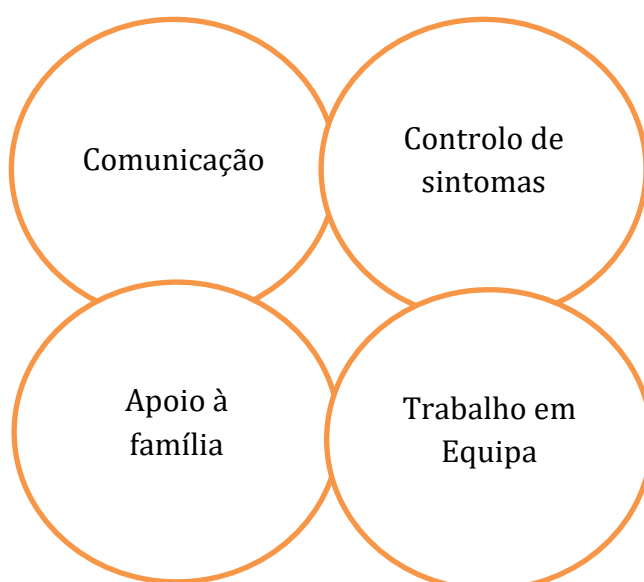 Comunicação
Controlo de
sintomas
Apoio à
família
Trabalho em
Equipa